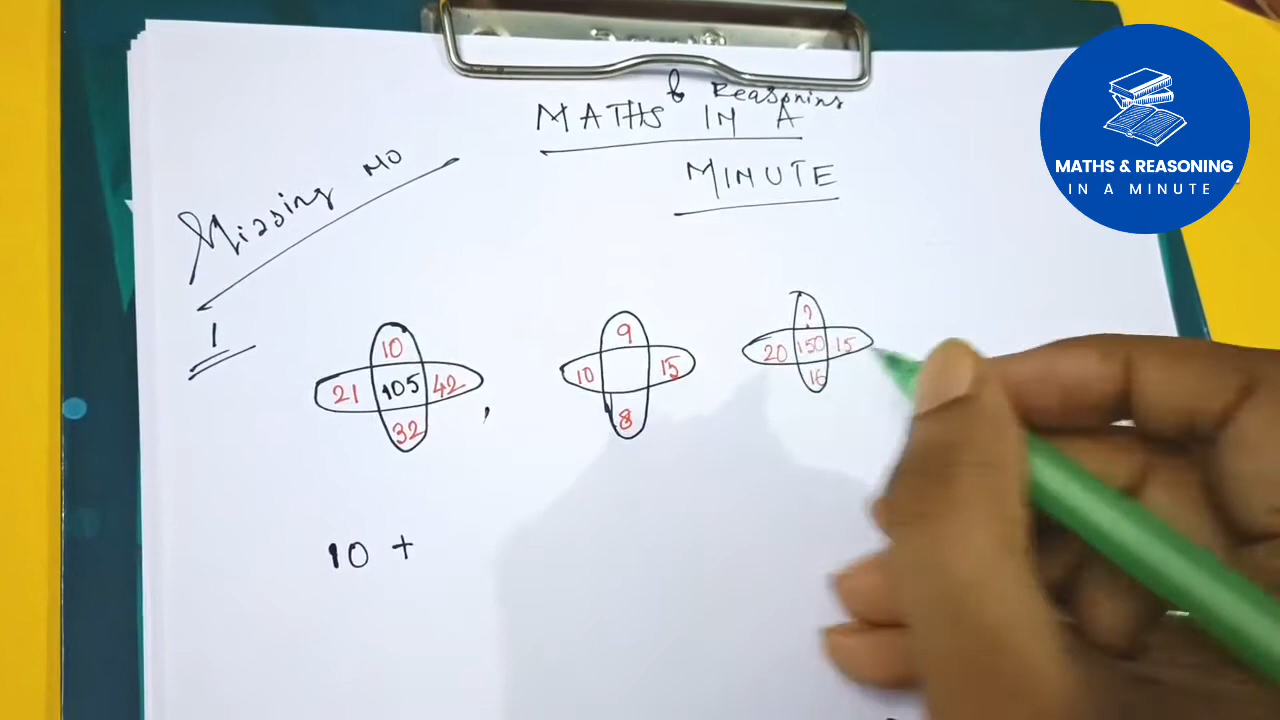 & Reasoning
MATHS IN A
MINUTE
MATHS & REASONING
IN A MINUTE
Missing NO
1
10
21 105 42
32
,
9
10 15
8
?
20 150 15
16
10 +